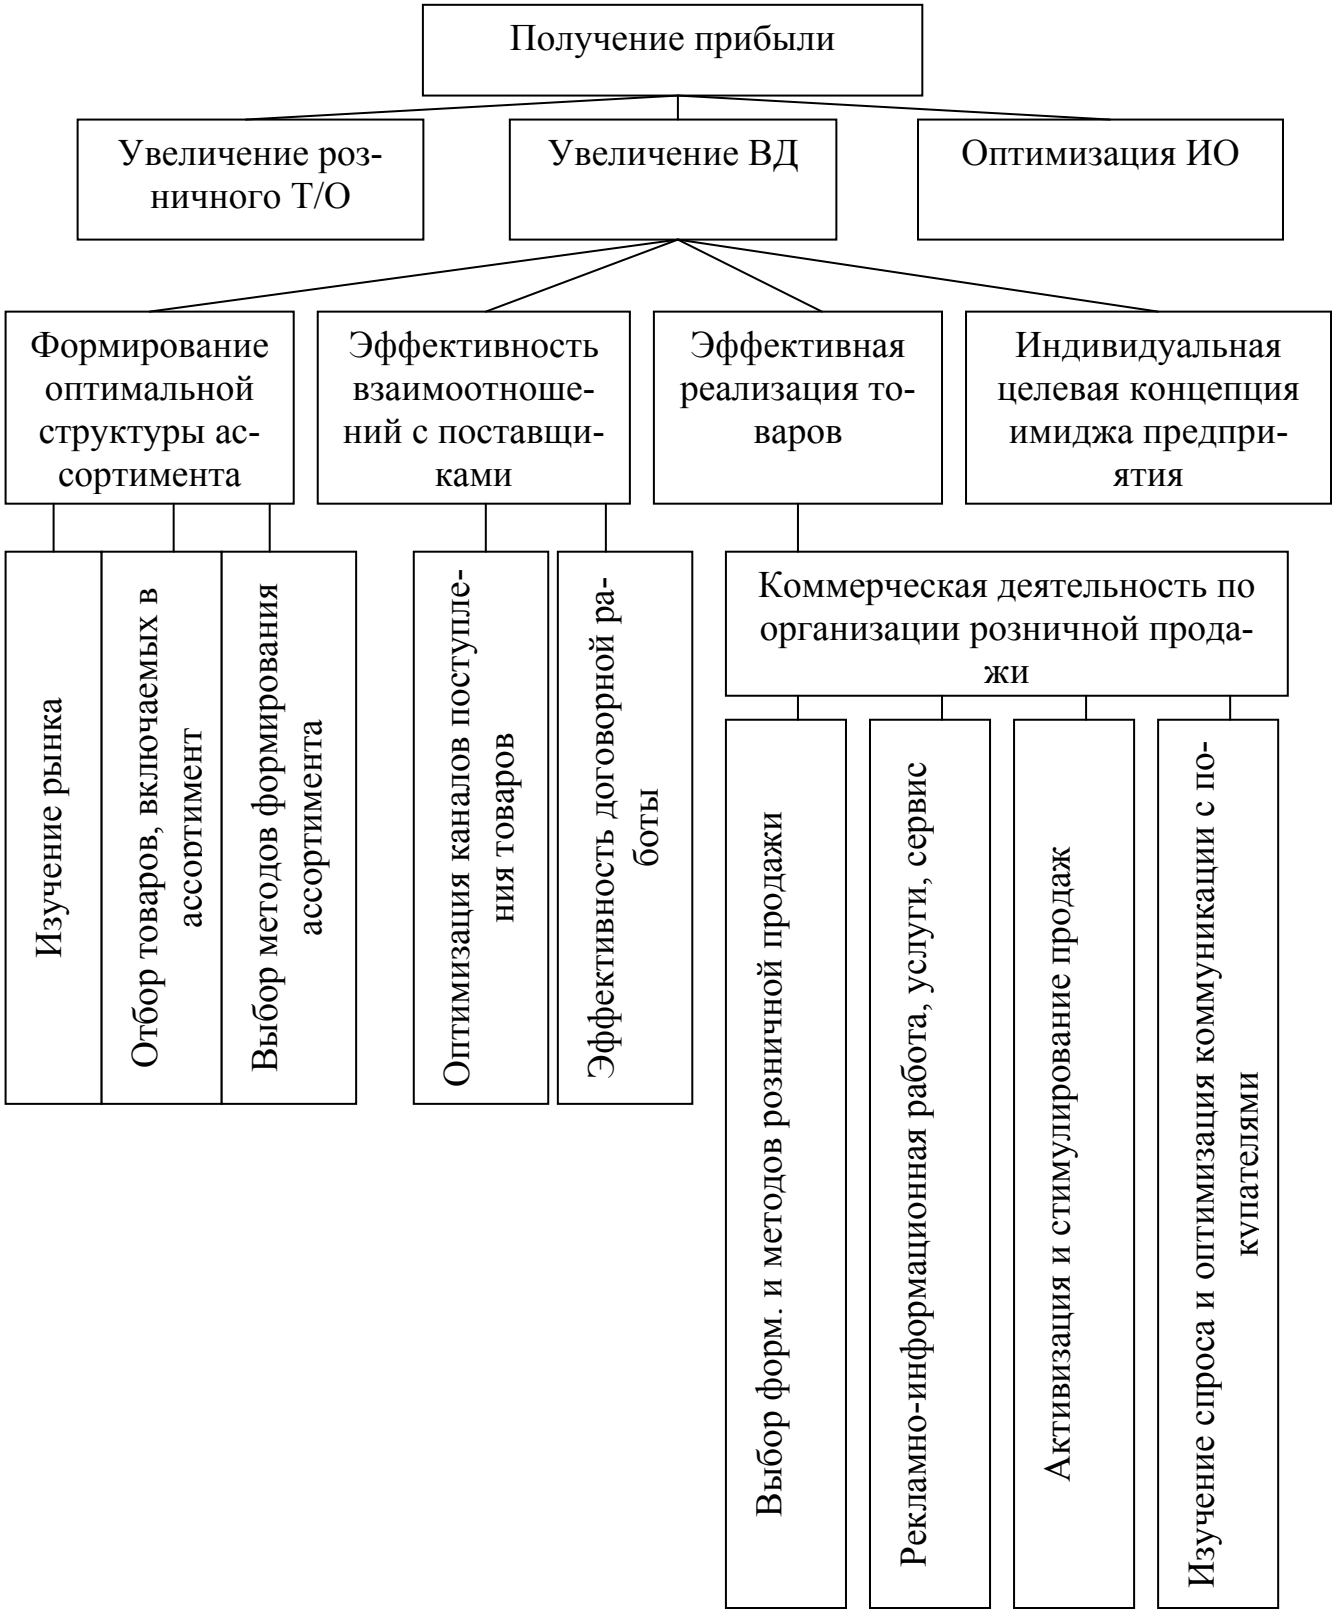 Получение прибыли
Увеличение роз-
ничного Т/О
Увеличение ВД
Оптимизация ИО
Формирование
оптимальной
структуры ас-
сортимента
Эффективность
взаимоотноше-
ний с поставщи-
ками
Эффективная
реализация то-
варов
Индивидуальная
целевая концепция
имиджа предпри-
ятия
Изучение рынка
Отбор товаров, включаемых в
ассортимент
Выбор методов формирования
ассортимента
Оптимизация каналов поступле-
ния товаров
Эффективность договорной ра-
боты
Коммерческая деятельность по
организации розничной прода-
жи
Выбор форм. и методов розничной продажи
Рекламно-информационная работа, услуги, сервис
Активизация и стимулирование продаж
Изучение спроса и оптимизация коммуникации с по-
купателями